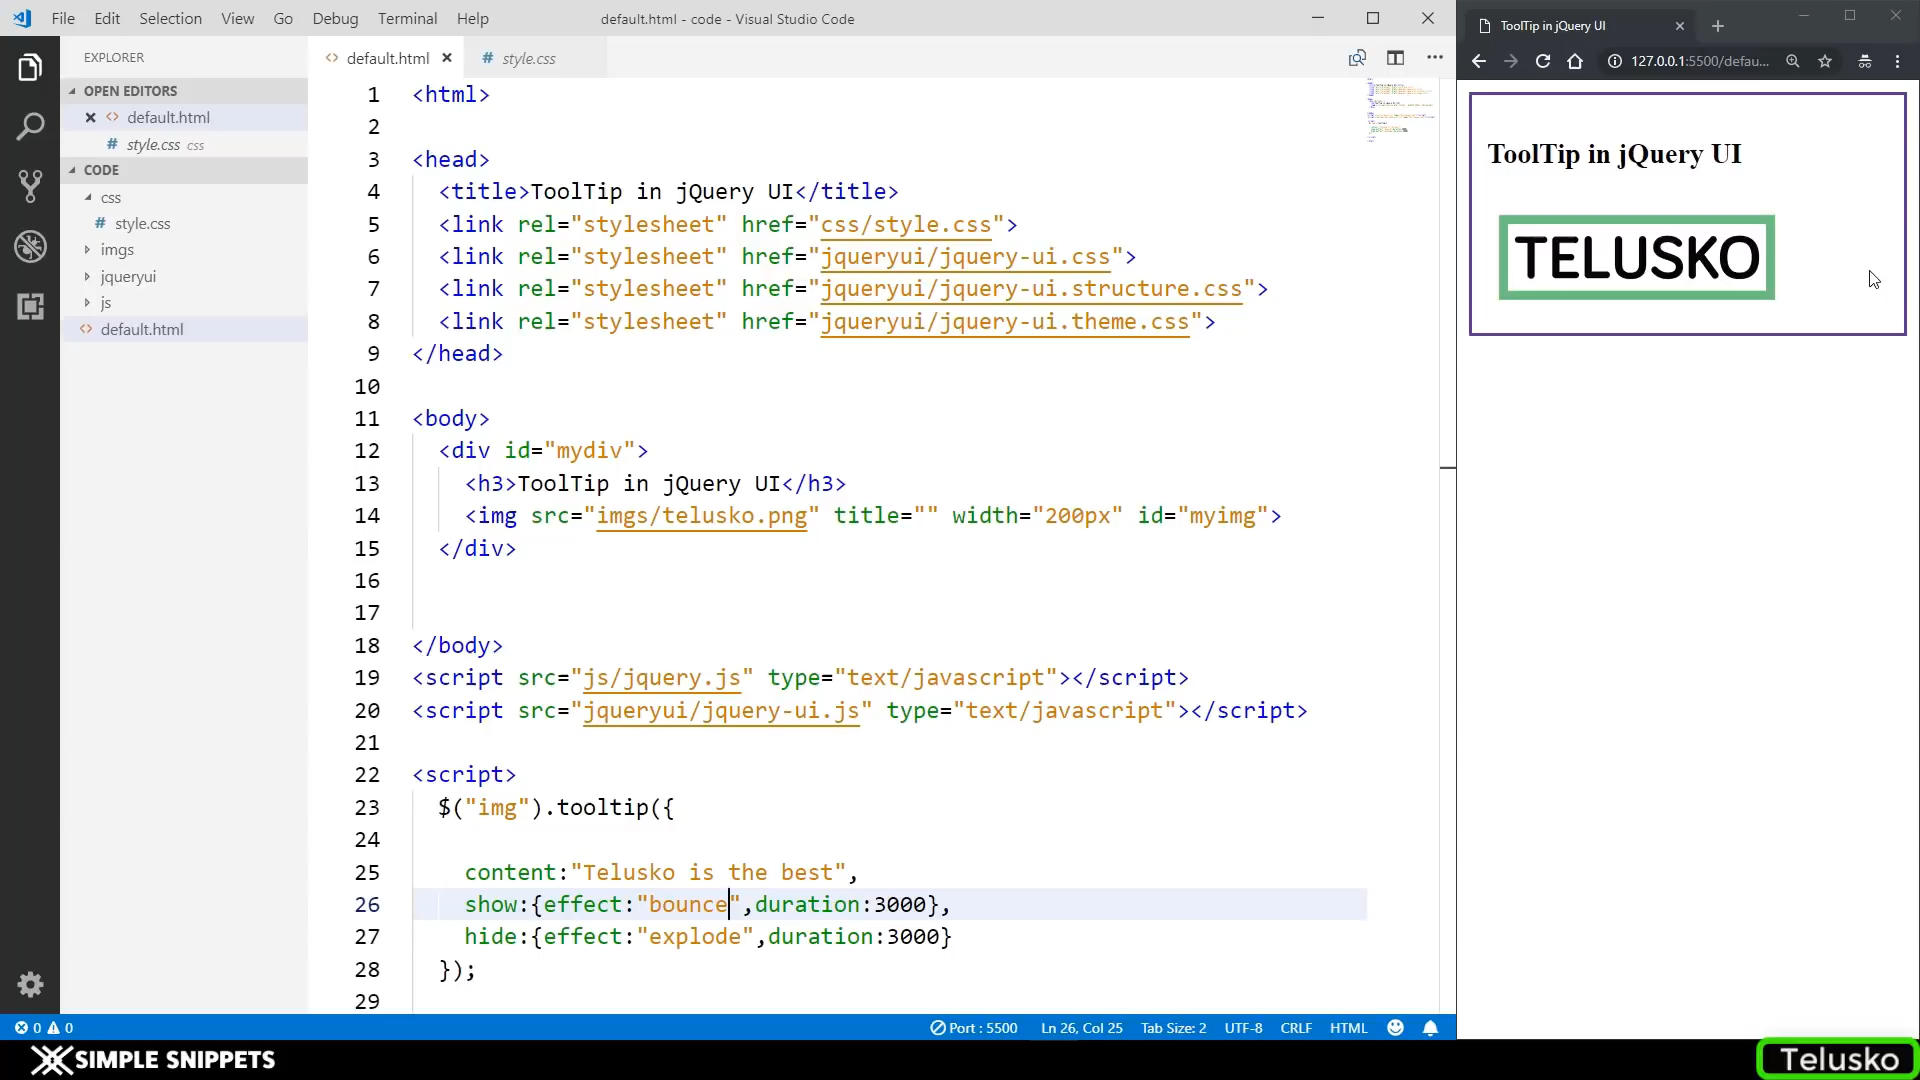 File Edit Selection View Go Debug Terminal Help
default.html - code - Visual Studio Code
EXPLORER
OPEN EDITORS
default.html
style.css css
CODE
css
style.css
imgs
jqueryui
js
default.html
default.html
style.css
1 <html>
2
3 <head>
4 <title>ToolTip in jQuery UI</title>
5 <link rel="stylesheet" href="css/style.css">
6 <link rel="stylesheet" href="jqueryui/jquery-ui.css">
7 <link rel="stylesheet" href="jqueryui/jquery-ui.structure.css">
8 <link rel="stylesheet" href="jqueryui/jquery-ui.theme.css">
9 </head>
10
11 <body>
12 <div id="mydiv">
13 <h3>ToolTip in jQuery UI</h3>
14 <img src="imgs/telusko.png" title="" width="200px" id="myimg">
15 </div>
16
17
18 </body>
19 <script src="js/jquery.js" type="text/javascript"></script>
20 <script src="jqueryui/jquery-ui.js" type="text/javascript"></script>
21
22 <script>
23 $("img").tooltip({
24
25 content:"Telusko is the best",
26 show:{effect:"bounce",duration:3000},
27 hide:{effect:"explode",duration:3000}
28 });
29
0 0
Port : 5500 Ln 26, Col 25 Tab Size: 2 UTF-8 CRLF HTML
ToolTip in jQuery UI
127.0.0.1:5500/defau...
ToolTip in jQuery UI
TELUSKO
SIMPLE SNIPPETS
Telusko